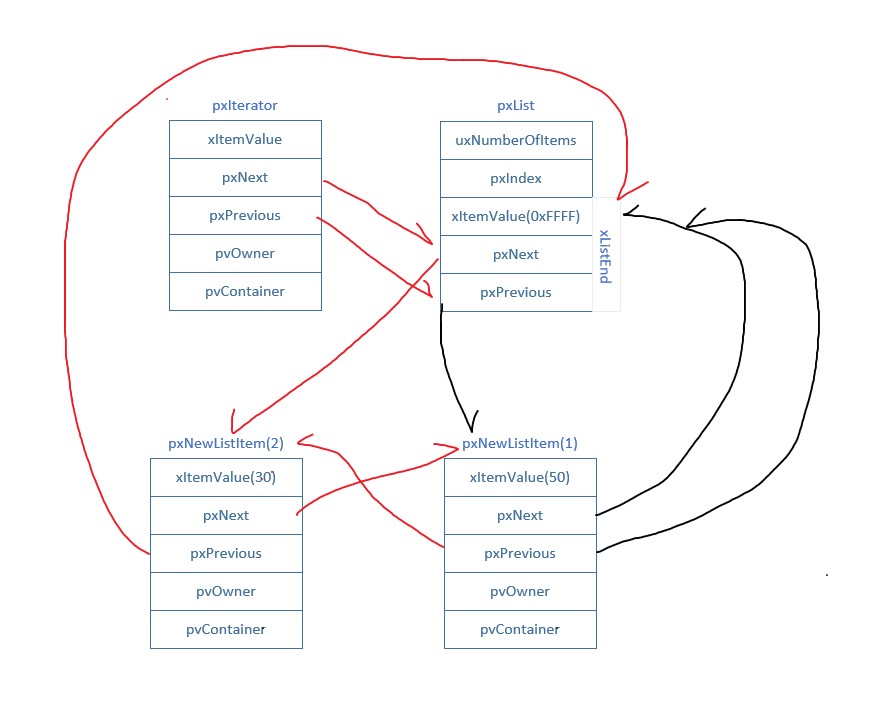 pxIterator
xItemValue
pxNext
pxPrevious
pvOwner
pvContainer
pxList
uxNumberOfItems
pxIndex
xItemValue(0xFFFF)
pxNext
pxPrevious
xListEnd
pxNewListItem(2)
xItemValue(30)
pxNext
pxPrevious
pvOwner
pvContainer
pxNewListItem(1)
xItemValue(50)
pxNext
pxPrevious
pvOwner
pvContainer